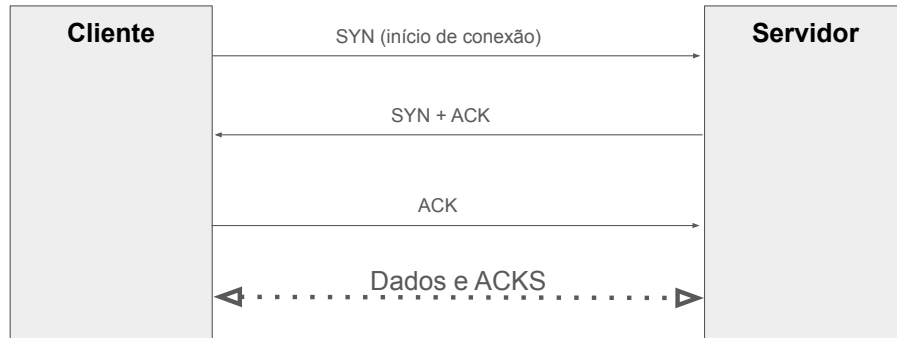 Cliente
Servidor
SYN (início de conexão)
SYN + ACK
ACK
Dados e ACKS